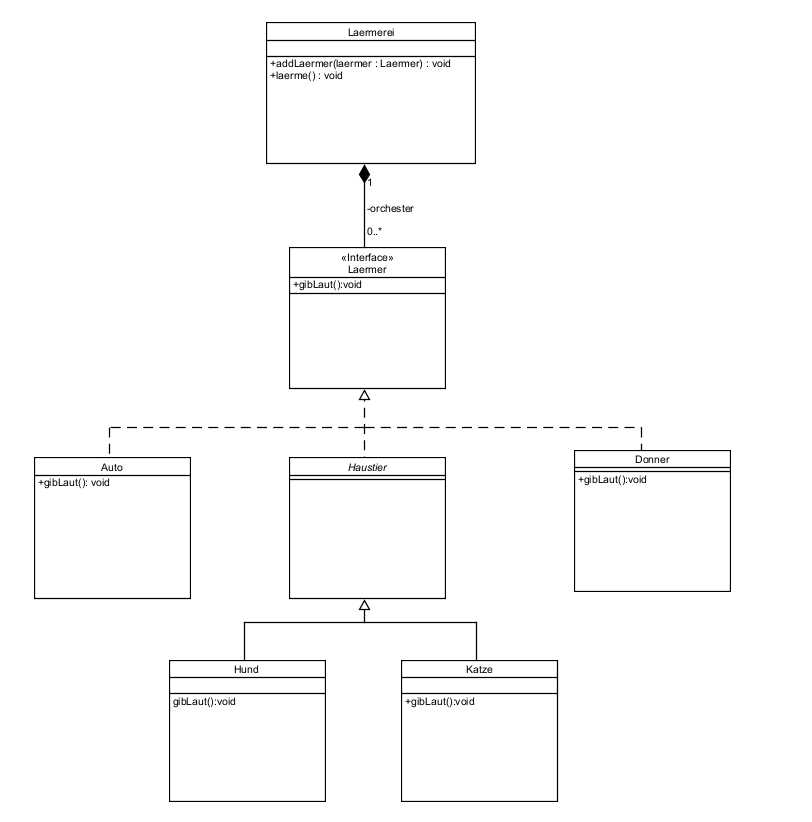 Laermerei
+addLaermer(laermer : Laermer) : void
+laerme() : void
1
-orchester
0..*
«Interface»
Laermer
+gibLaut():void
Auto
+gibLaut(): void
Haustier
Donner
+gibLaut():void
Hund
gibLaut():void
Katze
+gibLaut():void